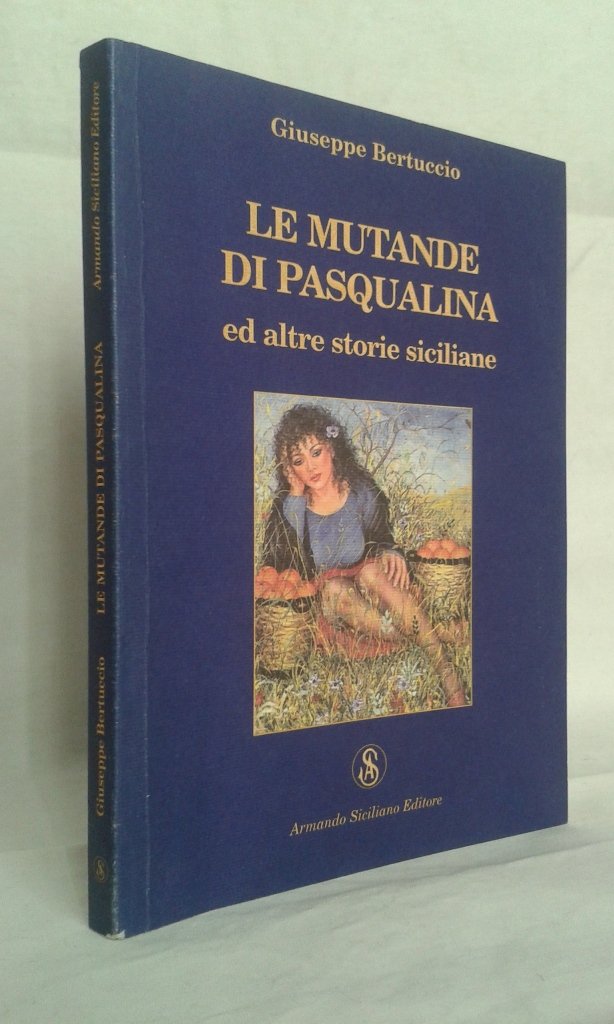 Giuseppe Bertuccio
LE MUTANDE
DI PASQUALINA
ed altre storie siciliane
SAS
Armando Siciliano Editore
Giuseppe Bertuccio LE MUTANDE DI PASQUALINA Armando Siciliano Editore